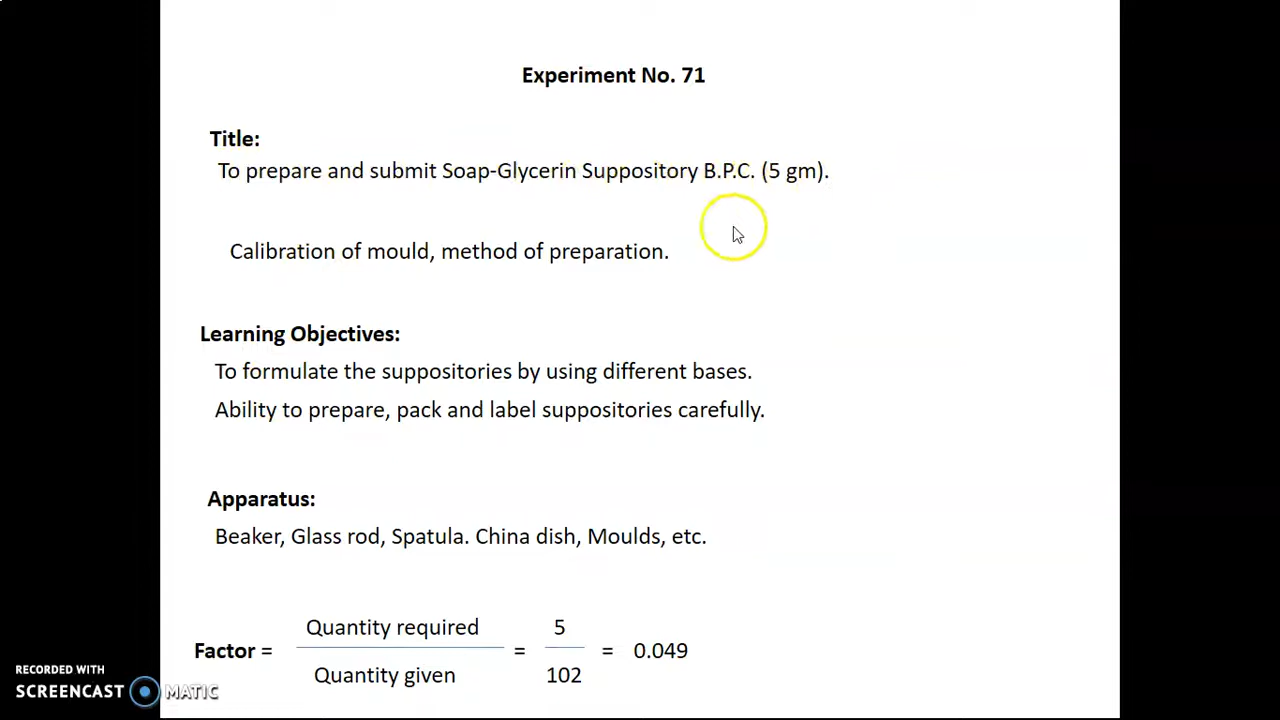 Experiment No. 71
Title:
To prepare and submit Soap-Glycerin Suppository B.P.C. (5 gm).
Calibration of mould, method of preparation.
Learning Objectives:
To formulate the suppositories by using different bases.
Ability to prepare, pack and label suppositories carefully.
Apparatus:
Beaker, Glass rod, Spatula. China dish, Moulds, etc.
Quantity required 5
Factor = = = 0.049
Quantity given 102
RECORDED WITH
SCREENCAST MATIC